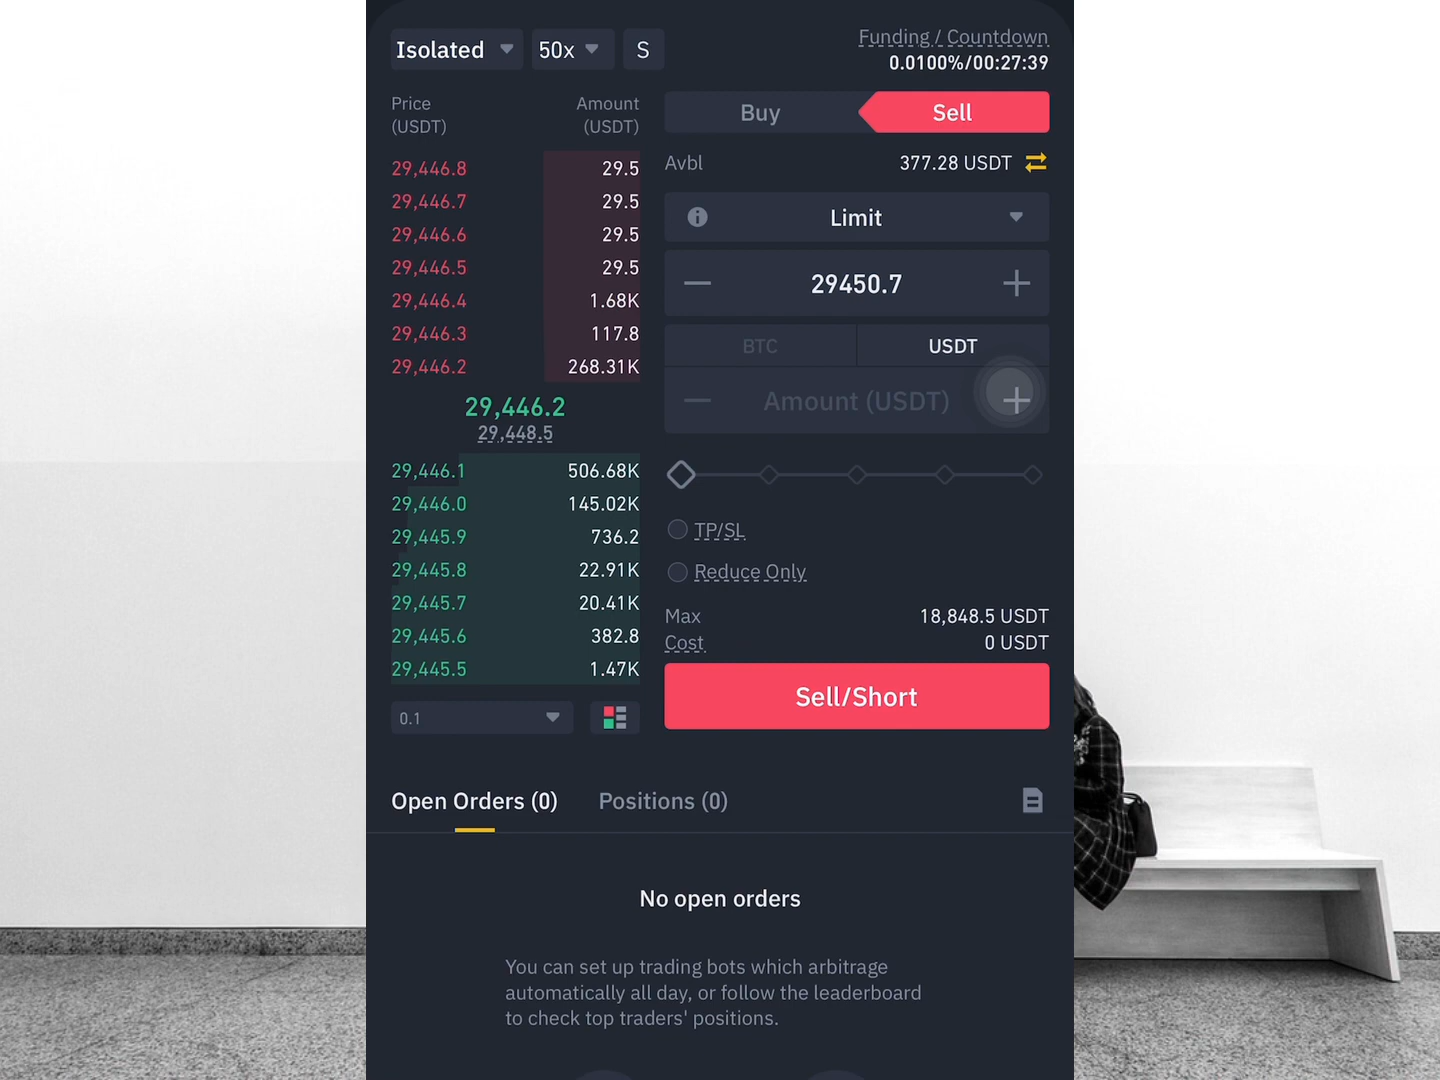 Isolated
50x
S
Funding / Countdown
0.0100%/00:27:39
Price
(USDT)
Amount
(USDT)
Buy
Sell
Avbl
377.28 USDT
Limit
29450.7
BTC
USDT
Amount (USDT)
29,446.8 29.5
29,446.7 29.5
29,446.6 29.5
29,446.5 29.5
29,446.4 1.68K
29,446.3 117.8
29,446.2 268.31K
29,446.2
29,448.5
29,446.1 506.68K
29,446.0 145.02K
29,445.9 736.2
29,445.8 22.91K
29,445.7 20.41K
29,445.6 382.8
29,445.5 1.47K
0.1
TP/SL
Reduce Only
Max 18,848.5 USDT
Cost 0 USDT
Sell/Short
Open Orders (0)
Positions (0)
No open orders
You can set up trading bots which arbitrage
automatically all day, or follow the leaderboard
to check top traders' positions.